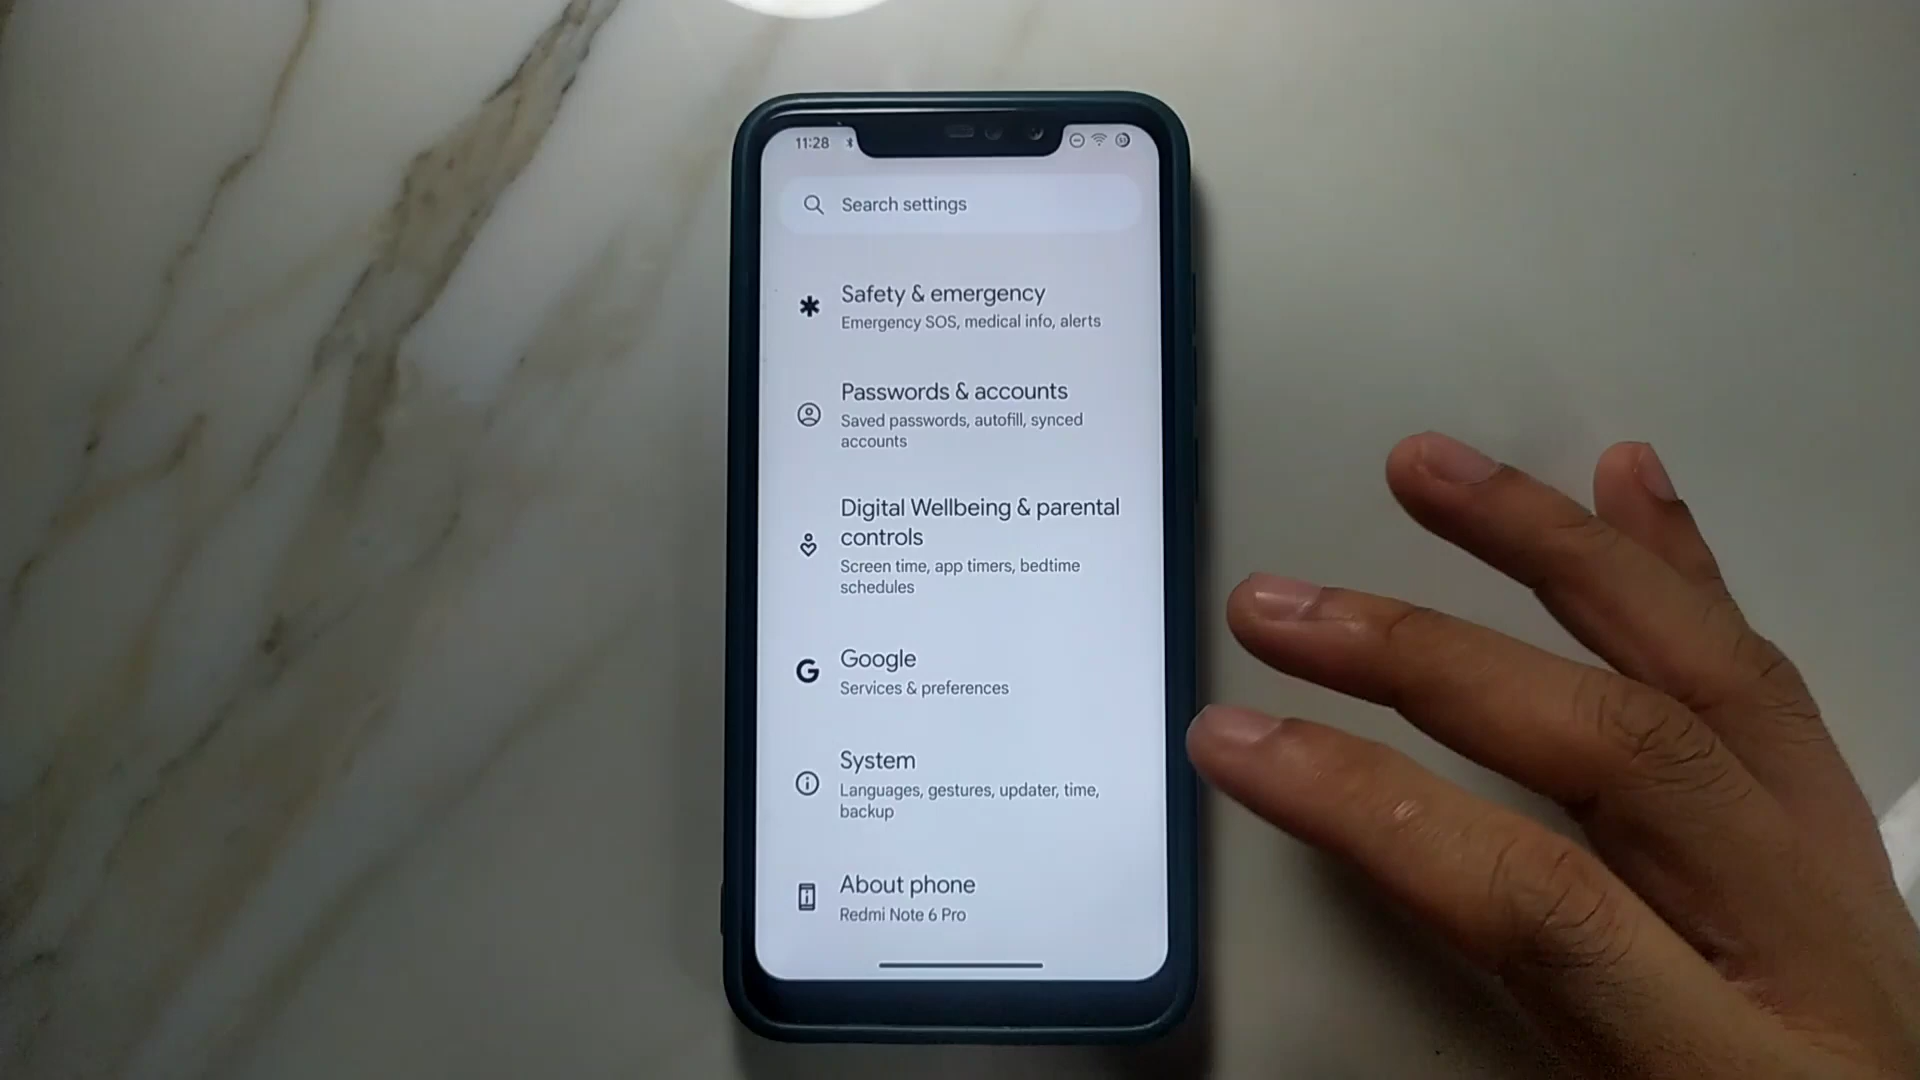 11:28
Search settings
Safety & emergency
Emergency SOS, medical info, alerts
Passwords & accounts
Saved passwords, autofill, synced
accounts
Digital Wellbeing & parental
controls
Screen time, app timers, bedtime
schedules
Google
Services & preferences
System
Languages, gestures, updater, time,
backup
About phone
Redmi Note 6 Pro